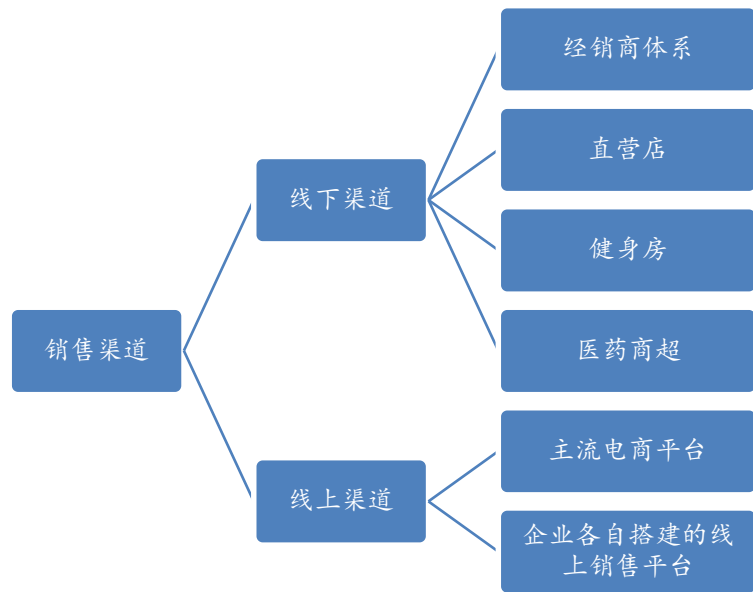 经销商体系
直营店
线下渠道
健身房
销售渠道
医药商超
主流电商平台
线上渠道
企业各自搭建的线
上销售平台